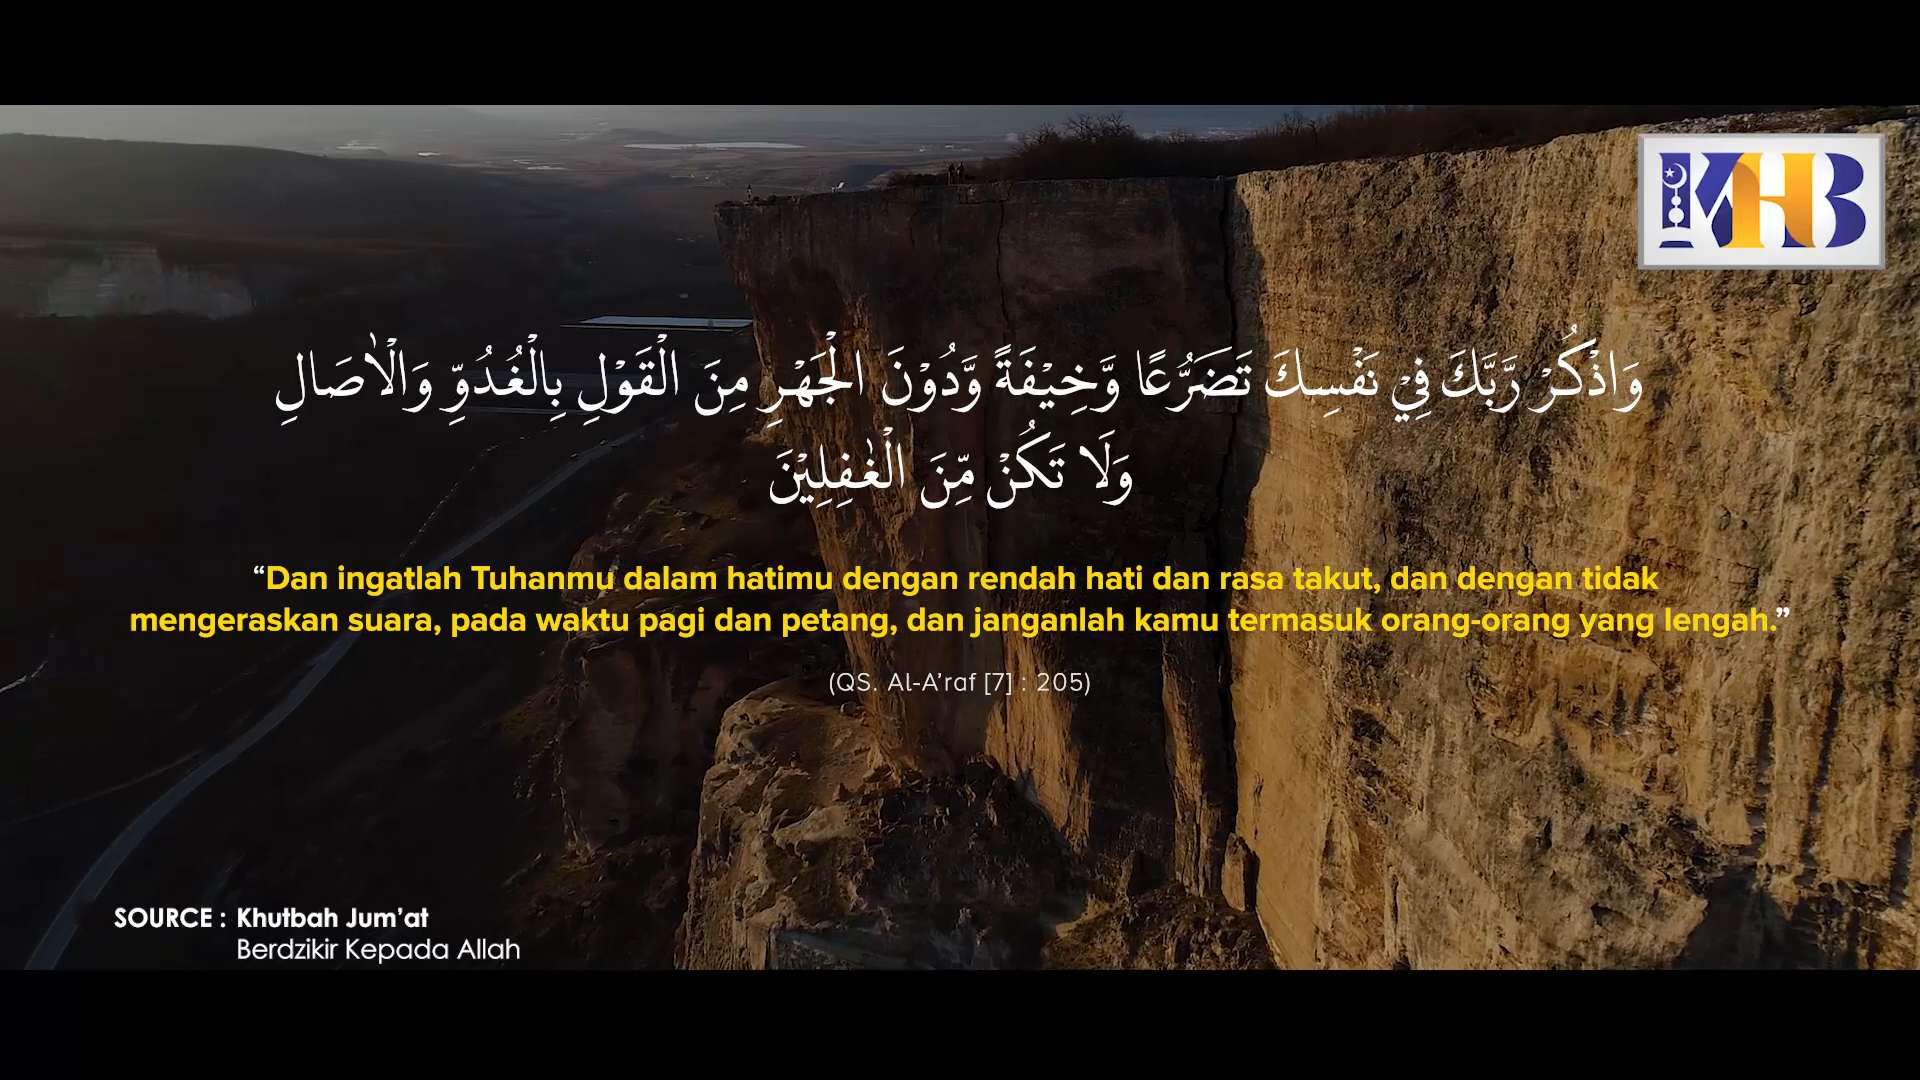 KHB
وَاذْكُرْ رَّبَّكَ فِيْ نَفْسِكَ تَضَرُّعًا وَّخِيْفَةً وَّدُوْنَ الْجَهْرِ مِنَ الْقَوْلِ بِالْغُدُوِّ وَالْاٰصَالِ
وَلَا تَكُنْ مِّنَ الْغٰفِلِيْنَ
“Dan ingatlah Tuhanmu dalam hatimu dengan rendah hati dan rasa takut, dan dengan tidak
mengeraskan suara, pada waktu pagi dan petang, dan janganlah kamu termasuk orang-orang yang lengah.”
(QS. Al-A’raf [7] : 205)
SOURCE : Khutbah Jum’at
Berdzikir Kepada Allah